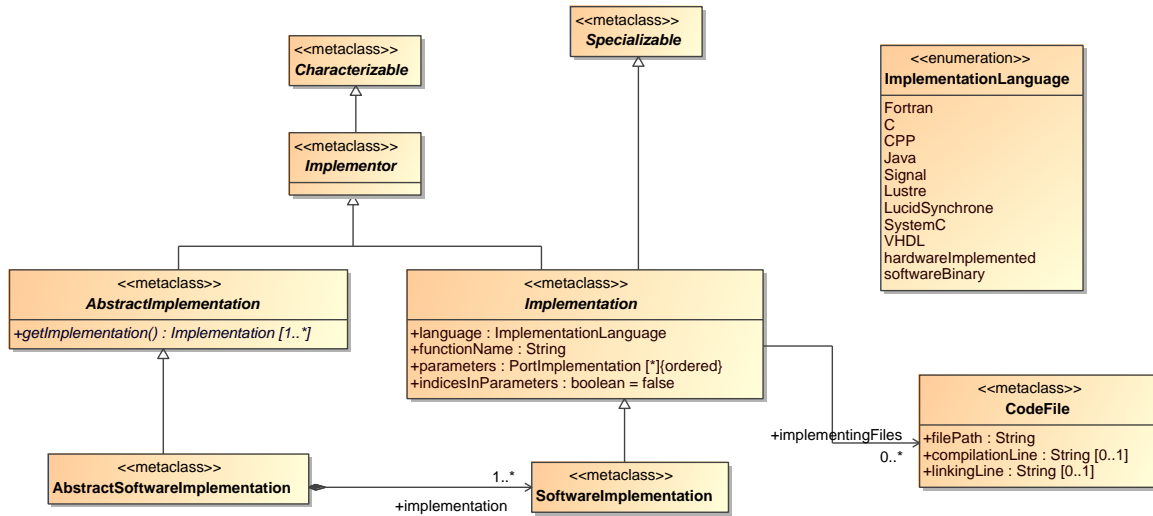 <<metaclass>>
Specializable
<<metaclass>>
Characterizable
<<enumeration>>
ImplementationLanguage
Fortran
C
CPP
Java
Signal
Lustre
LucidSynchrone
SystemC
VHDL
hardwareImplemented
softwareBinary
<<metaclass>>
Implementor
<<metaclass>>
AbstractImplementation
+getImplementation() : Implementation [1..*]
<<metaclass>>
Implementation
+language : ImplementationLanguage
+functionName : String
+parameters : PortImplementation [*]{ordered}
+indicesInParameters : boolean = false
<<metaclass>>
CodeFile
+filePath : String
+compilationLine : String [0..1]
+linkingLine : String [0..1]
+implementingFiles
0..*
<<metaclass>>
AbstractSoftwareImplementation
1..*
+implementation
<<metaclass>>
SoftwareImplementation